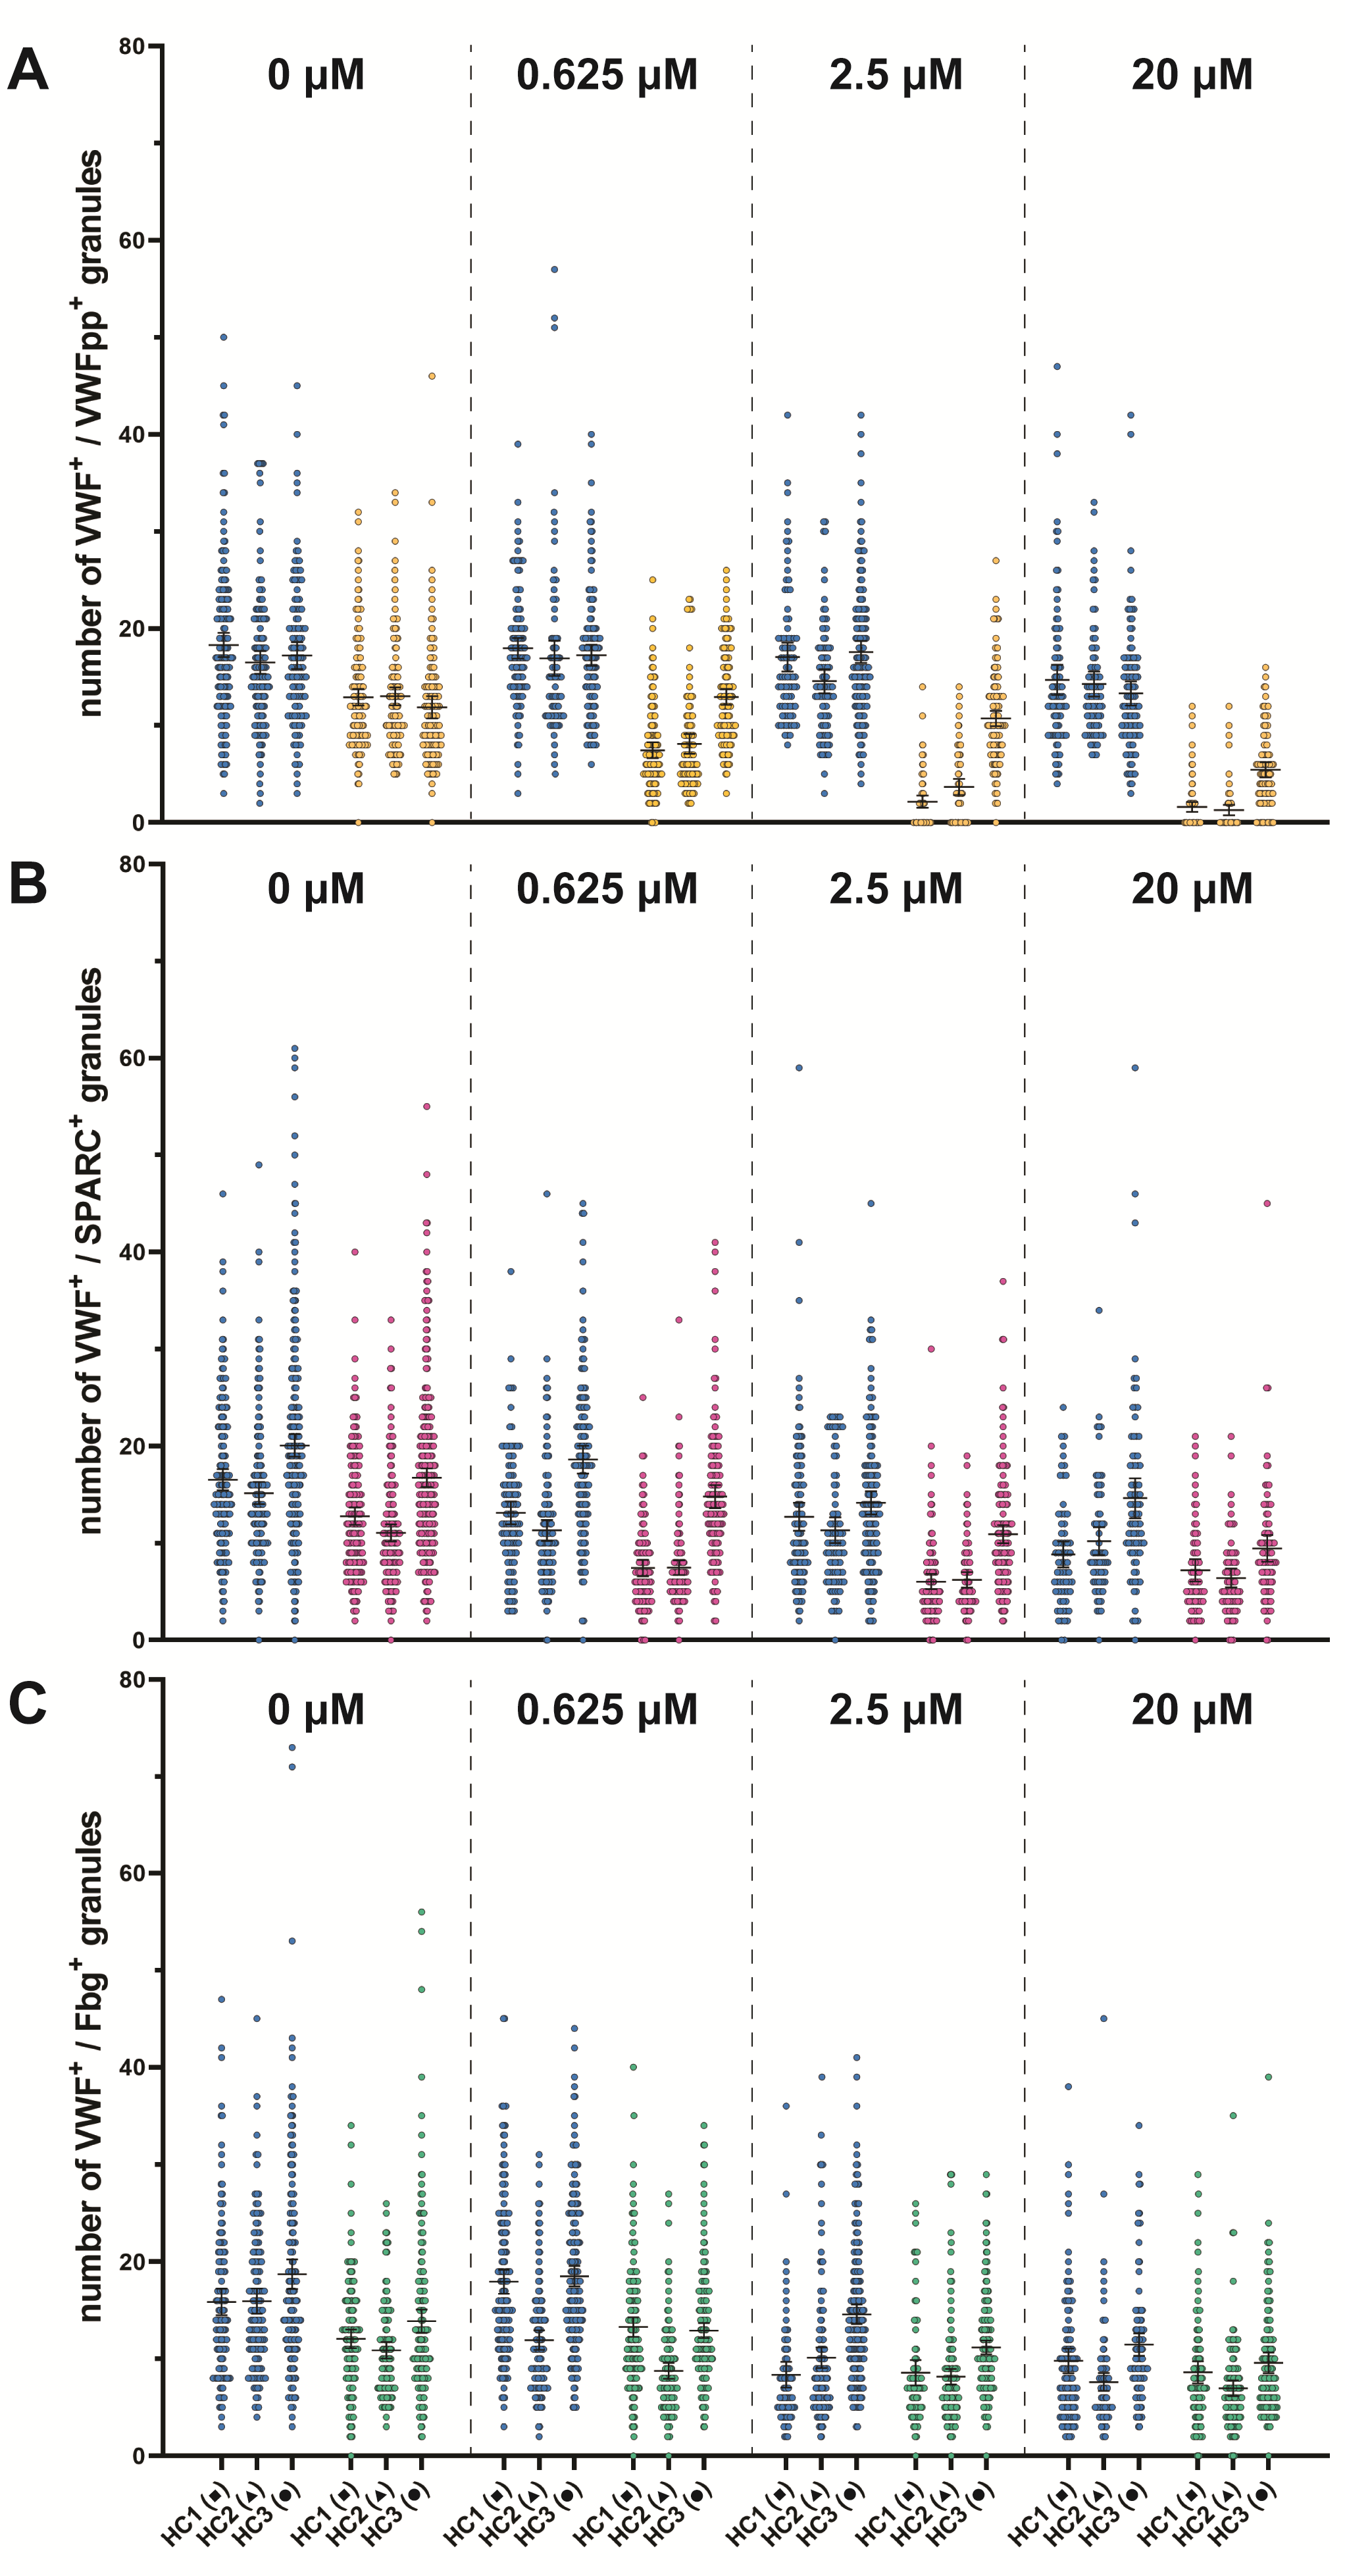 A
number of VWF⁺ / VWFpp⁺ granules
80
60
40
20
0
0 µM 0.625 µM 2.5 µM 20 µM
B
number of VWF⁺ / SPARC⁺ granules
80
60
40
20
0
0 µM 0.625 µM 2.5 µM 20 µM
C
number of VWF⁺ / Fbg⁺ granules
80
60
40
20
0
0 µM 0.625 µM 2.5 µM 20 µM
HC1 (■) HC2 (▲) HC3 (●) HC1 (■) HC2 (▲) HC3 (●) HC1 (■) HC2 (▲) HC3 (●) HC1 (■) HC2 (▲) HC3 (●) HC1 (■) HC2 (▲) HC3 (●) HC1 (■) HC2 (▲) HC3 (●) HC1 (■) HC2 (▲) HC3 (●) HC1 (■) HC2 (▲) HC3 (●)